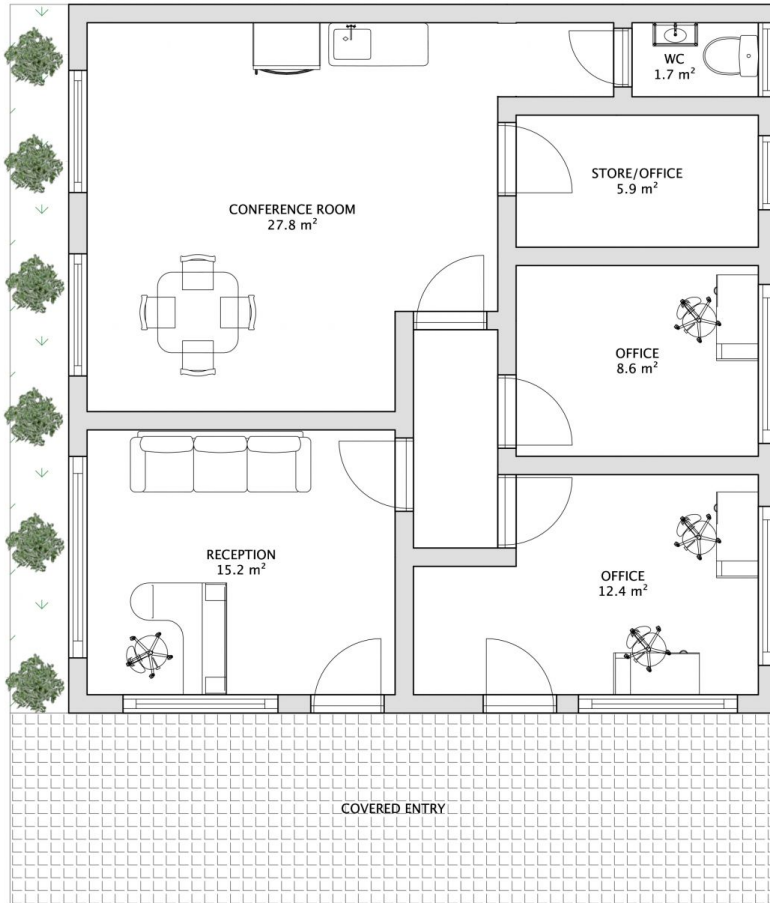 WC
1.7 m²
STORE/OFFICE
5.9 m²
CONFERENCE ROOM
27.8 m²
OFFICE
8.6 m²
RECEPTION
15.2 m²
OFFICE
12.4 m²
COVERED ENTRY